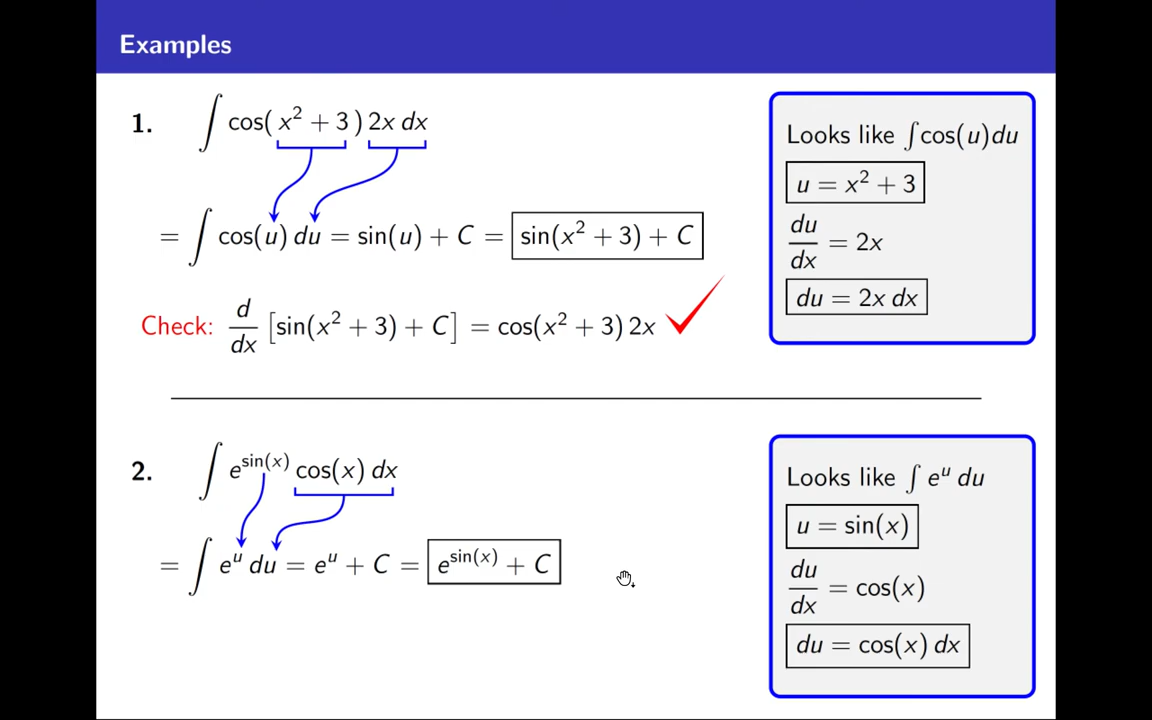 Examples
1. ∫ cos( x² + 3 ) 2x dx
= ∫ cos(u) du = sin(u) + C = sin(x² + 3) + C
Check: d/dx [sin(x² + 3) + C] = cos(x² + 3) 2x
Looks like ∫cos(u)du
u = x² + 3
du/dx = 2x
du = 2x dx
2. ∫ e^sin(x) cos(x) dx
= ∫ e^u du = e^u + C = e^sin(x) + C
Looks like ∫ e^u du
u = sin(x)
du/dx = cos(x)
du = cos(x) dx